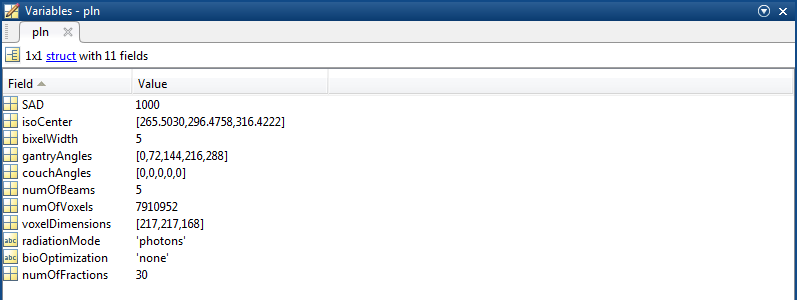 Variables - pln
pln
1x1 struct with 11 fields
Field Value
SAD 1000
isoCenter [265.5030,296.4758,316.4222]
bixelWidth 5
gantryAngles [0,72,144,216,288]
couchAngles [0,0,0,0,0]
numOfBeams 5
numOfVoxels 7910952
voxelDimensions [217,217,168]
abc radiationMode 'photons'
abc bioOptimization 'none'
numOfFractions 30